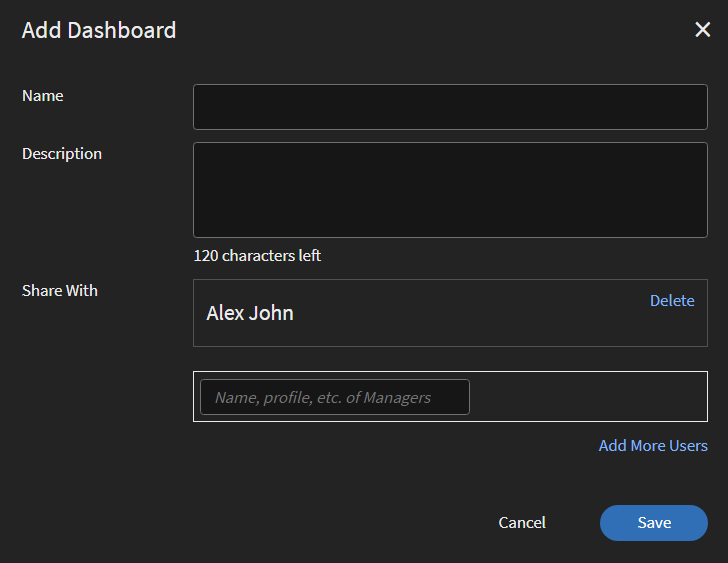 Add Dashboard
Name
Description
120 characters left
Share With
Alex John
Delete
Name, profile, etc. of Managers
Add More Users
Cancel
Save